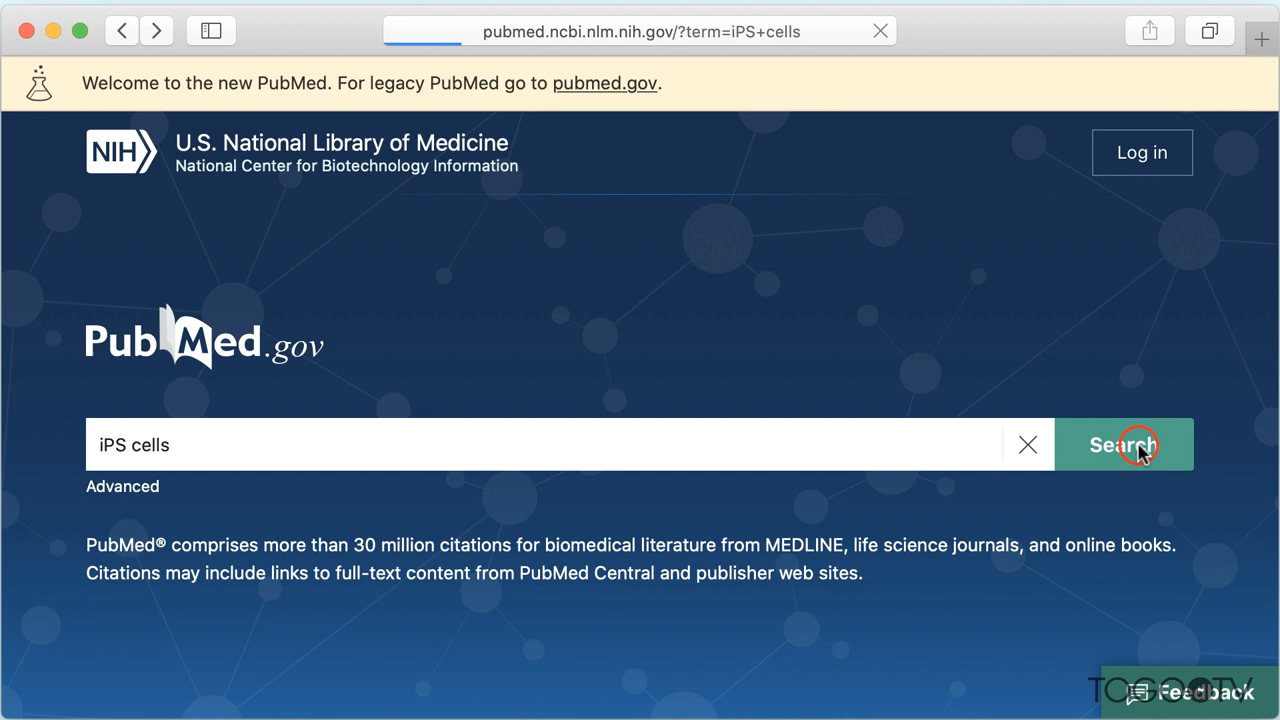 pubmed.ncbi.nlm.nih.gov/?term=iPS+cells
Welcome to the new PubMed. For legacy PubMed go to pubmed.gov.
NIH
U.S. National Library of Medicine
National Center for Biotechnology Information
Log in
PubMed.gov
iPS cells
Search
Advanced
PubMed® comprises more than 30 million citations for biomedical literature from MEDLINE, life science journals, and online books.
Citations may include links to full-text content from PubMed Central and publisher web sites.
Feedback
TOGOTV